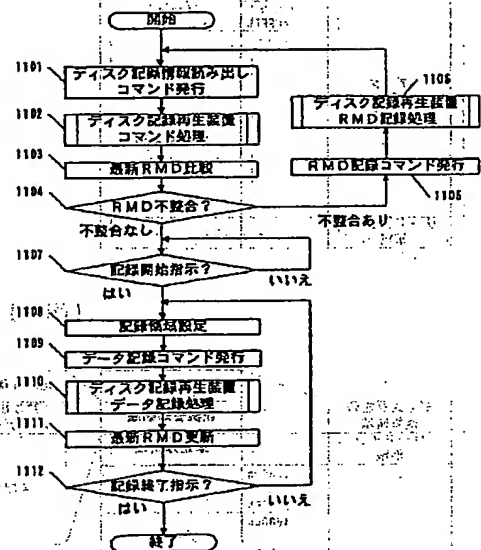 開始
1101
ディスク記録情報読み出し
コマンド発行
1102
ディスク記録再生装置
コマンド処理
1103
最新RMD比較
1104
RMD不整合?
不整合なし
不整合あり
1105
RMD記録コマンド発行
1106
ディスク記録再生装置
RMD記録処理
1107
記録開始指示?
はい
いいえ
1108
記録領域設定
1109
データ記録コマンド発行
1110
ディスク記録再生装置
データ記録処理
1111
最新RMD更新
1112
記録終了指示?
はい
いいえ
終了